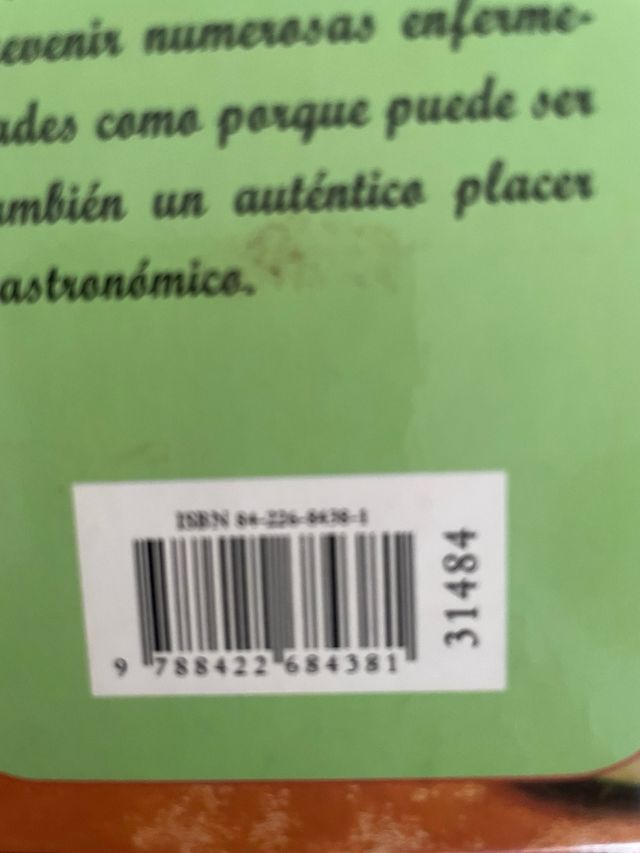 evenir numerosas enferme-
ades como porque puede ser
ambién un auténtico placer
astronómico.
ISBN 84-226-8438-1
9 788422 684381
31484